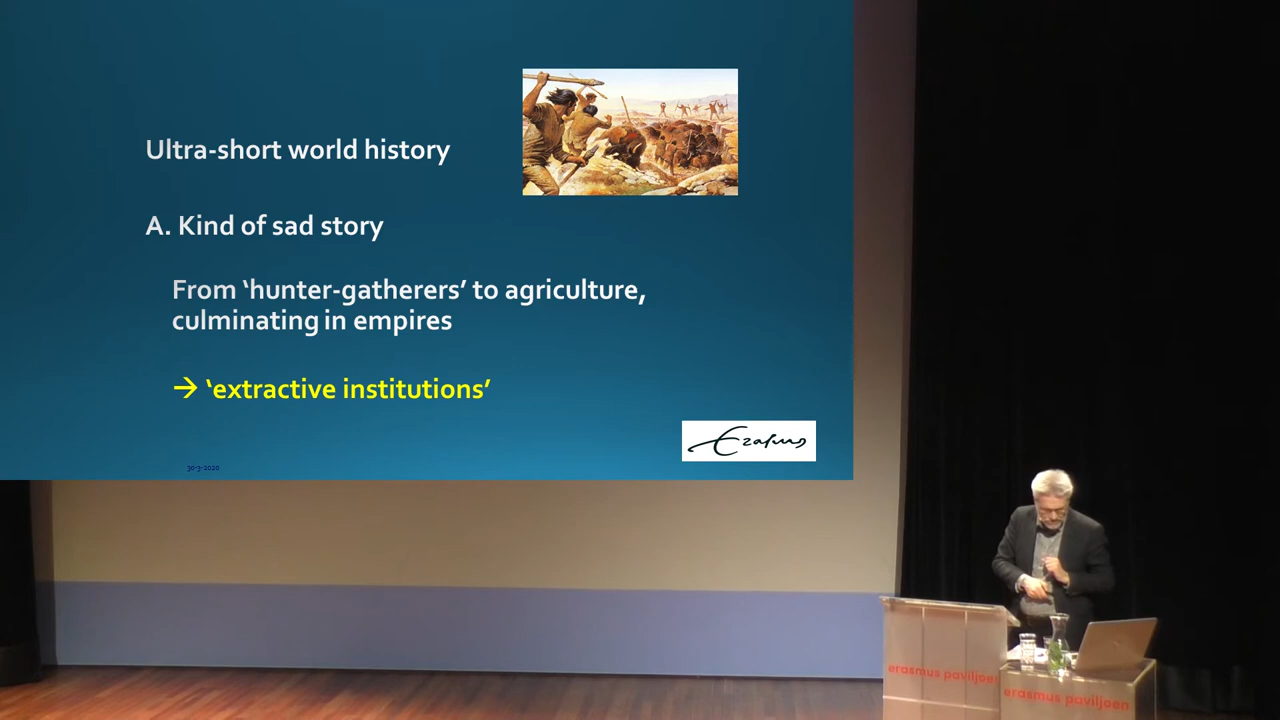 Ultra-short world history
A. Kind of sad story
From ‘hunter-gatherers’ to agriculture,
culminating in empires
→ ‘extractive institutions’
Erasmus
30-3-2020
erasmus paviljoen
erasmus paviljoen